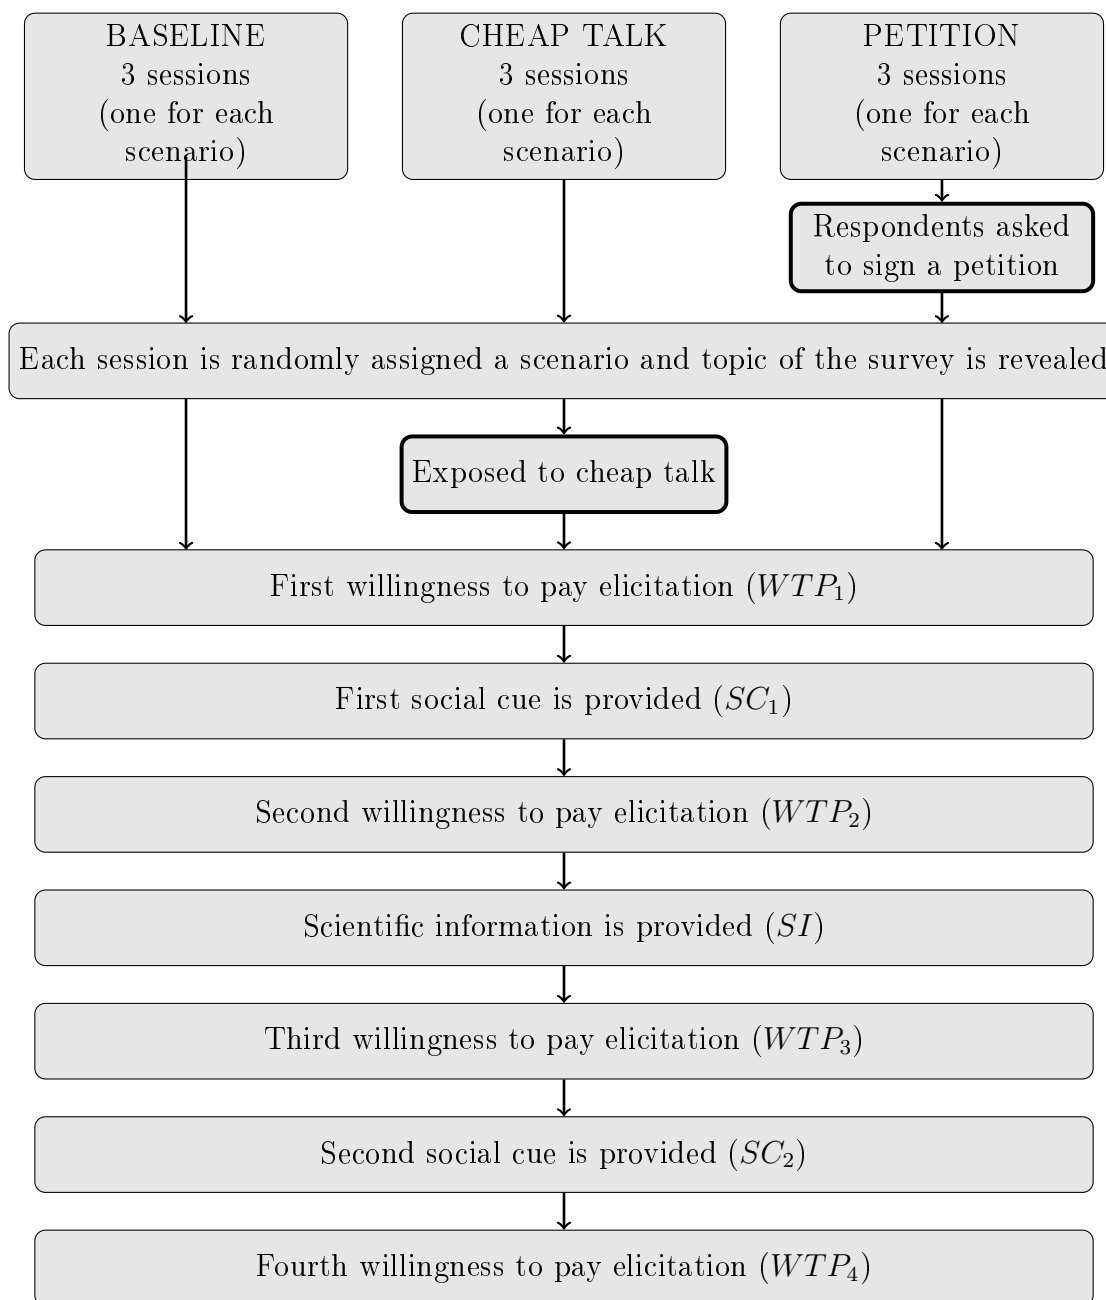 BASELINE
3 sessions
(one for each
scenario)
CHEAP TALK
3 sessions
(one for each
scenario)
PETITION
3 sessions
(one for each
scenario)
Respondents asked
to sign a petition
Each session is randomly assigned a scenario and topic of the survey is revealed
Exposed to cheap talk
First willingness to pay elicitation (WTP₁)
First social cue is provided (SC₁)
Second willingness to pay elicitation (WTP₂)
Scientific information is provided (SI)
Third willingness to pay elicitation (WTP₃)
Second social cue is provided (SC₂)
Fourth willingness to pay elicitation (WTP₄)